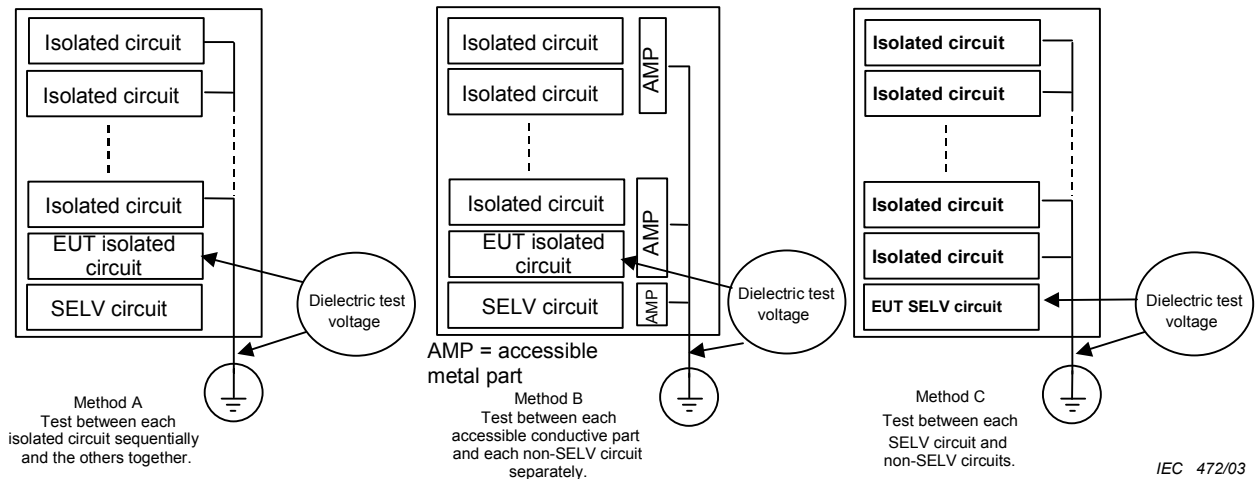 Isolated circuit
Isolated circuit
Isolated circuit
EUT isolated
circuit
SELV circuit
Dielectric test
voltage
Method A
Test between each
isolated circuit sequentially
and the others together.
Isolated circuit
Isolated circuit
AMP
Isolated circuit
EUT isolated
circuit
AMP
SELV circuit
AMP
Dielectric test
voltage
AMP = accessible
metal part
Method B
Test between each
accessible conductive part
and each non-SELV circuit
separately.
Isolated circuit
Isolated circuit
Isolated circuit
Isolated circuit
EUT SELV circuit
Dielectric test
voltage
Method C
Test between each
SELV circuit and
non-SELV circuits.
IEC 472/03